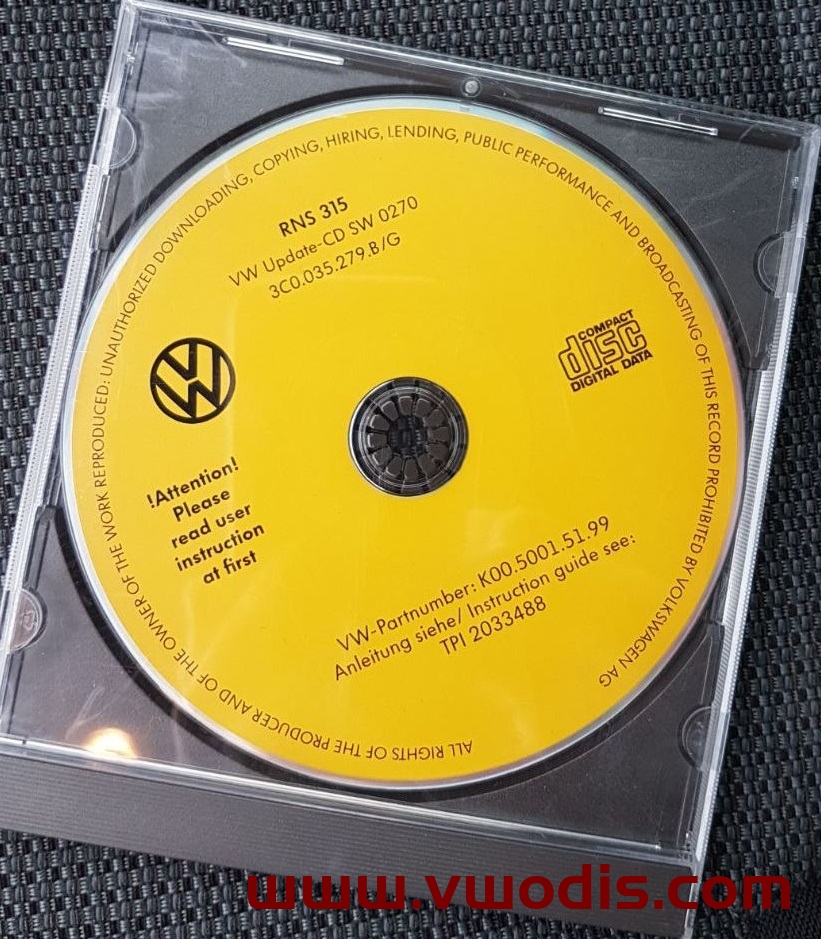 ALL RIGHTS OF THE PRODUCER AND OF THE OWNER OF THE WORK REPRODUCED: UNAUTHORIZED DOWNLOADING, COPYING, HIRING, LENDING, PUBLIC PERFORMANCE AND BROADCASTING OF THIS RECORD PROHIBITED BY VOLKSWAGEN AG
RNS 315
VW Update-CD SW 0270
3C0.035.279.B/G
COMPACT
disc
DIGITAL DATA
VW
!Attention!
Please
read user
instruction
at first
VW-Partnumber: K00.5001.51.99
Anleitung siehe/ Instruction guide see:
TPI 2033488
www.vwodis.com